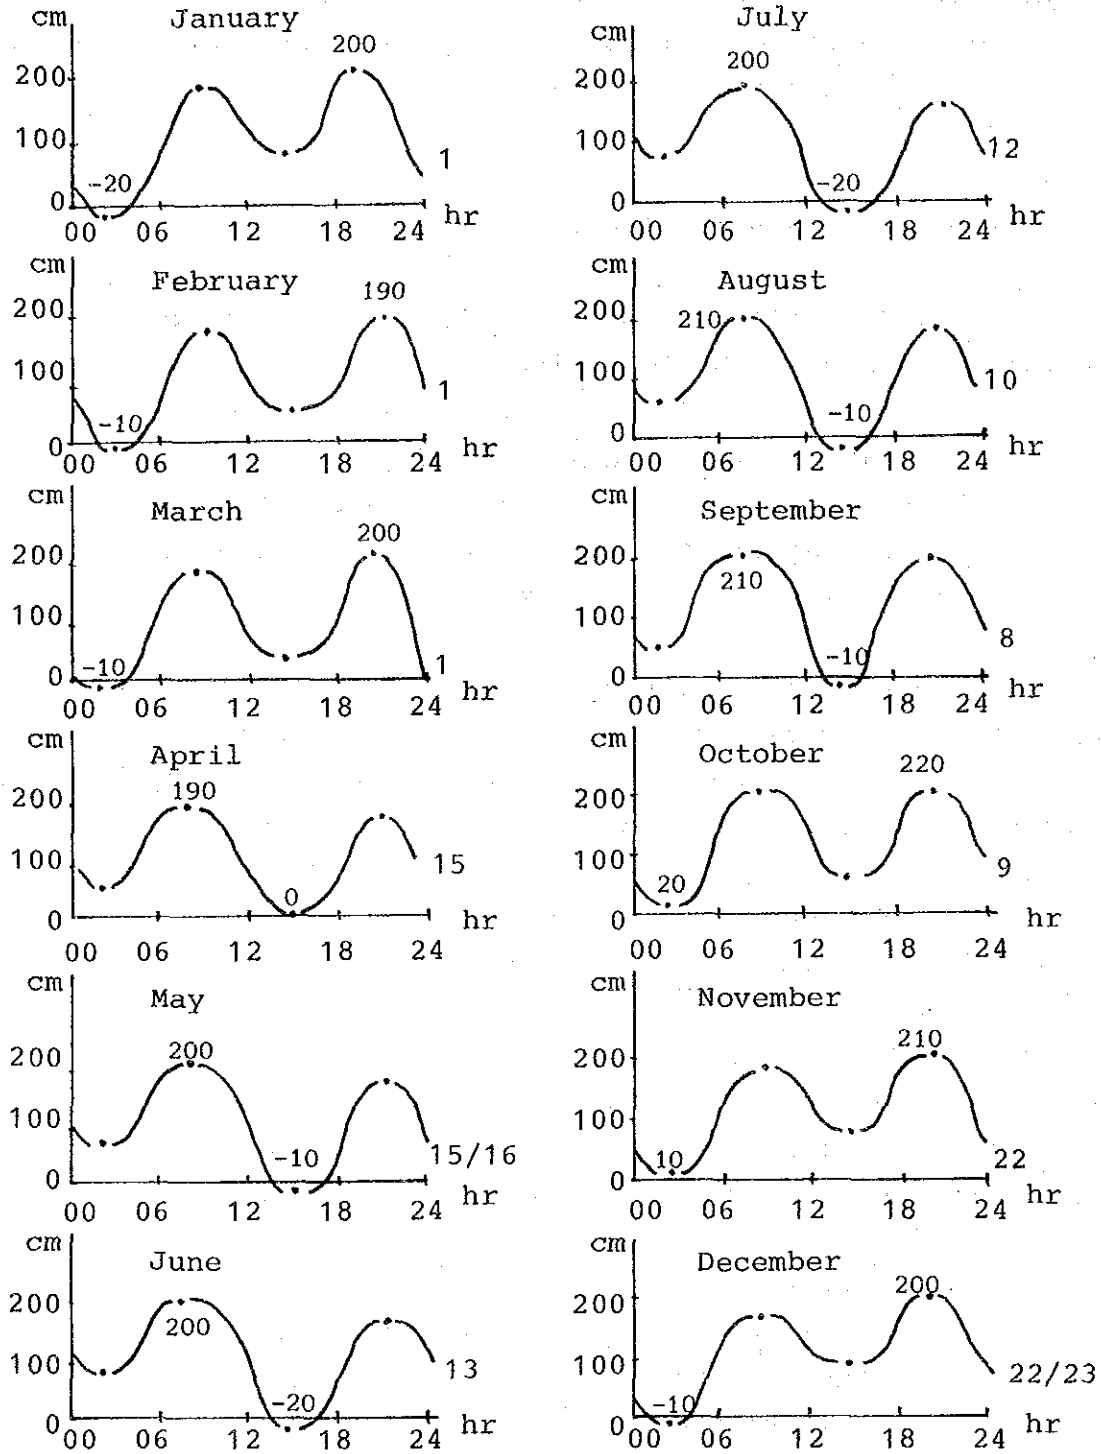 cm January
200
200
100
-20
1
0
hr
00 06 12 18 24
cm
February
190
200
100
-10
1
0
hr
00 06 12 18 24
cm
March
200
200
100
-10
1
0
hr
00 06 12 18 24
cm
April
190
200
100
15
0
0
hr
00 06 12 18 24
cm
May
200
200
100
-10
15/16
0
hr
00 06 12 18 24
cm
June
200
200
100
13
-20
0
hr
00 06 12 18 24
cm July
200
200
100
12
-20
0
hr
00 06 12 18 24
cm
August
200
210
100
10
-10
0
hr
00 06 12 18 24
cm
September
200
210
100
8
-10
0
hr
00 06 12 18 24
cm
October
220
200
100
9
20
0
hr
00 06 12 18 24
cm
November
210
200
100
10
22
0
hr
00 06 12 18 24
cm
December
200
200
100
22/23
-10
0
hr
00 06 12 18 24